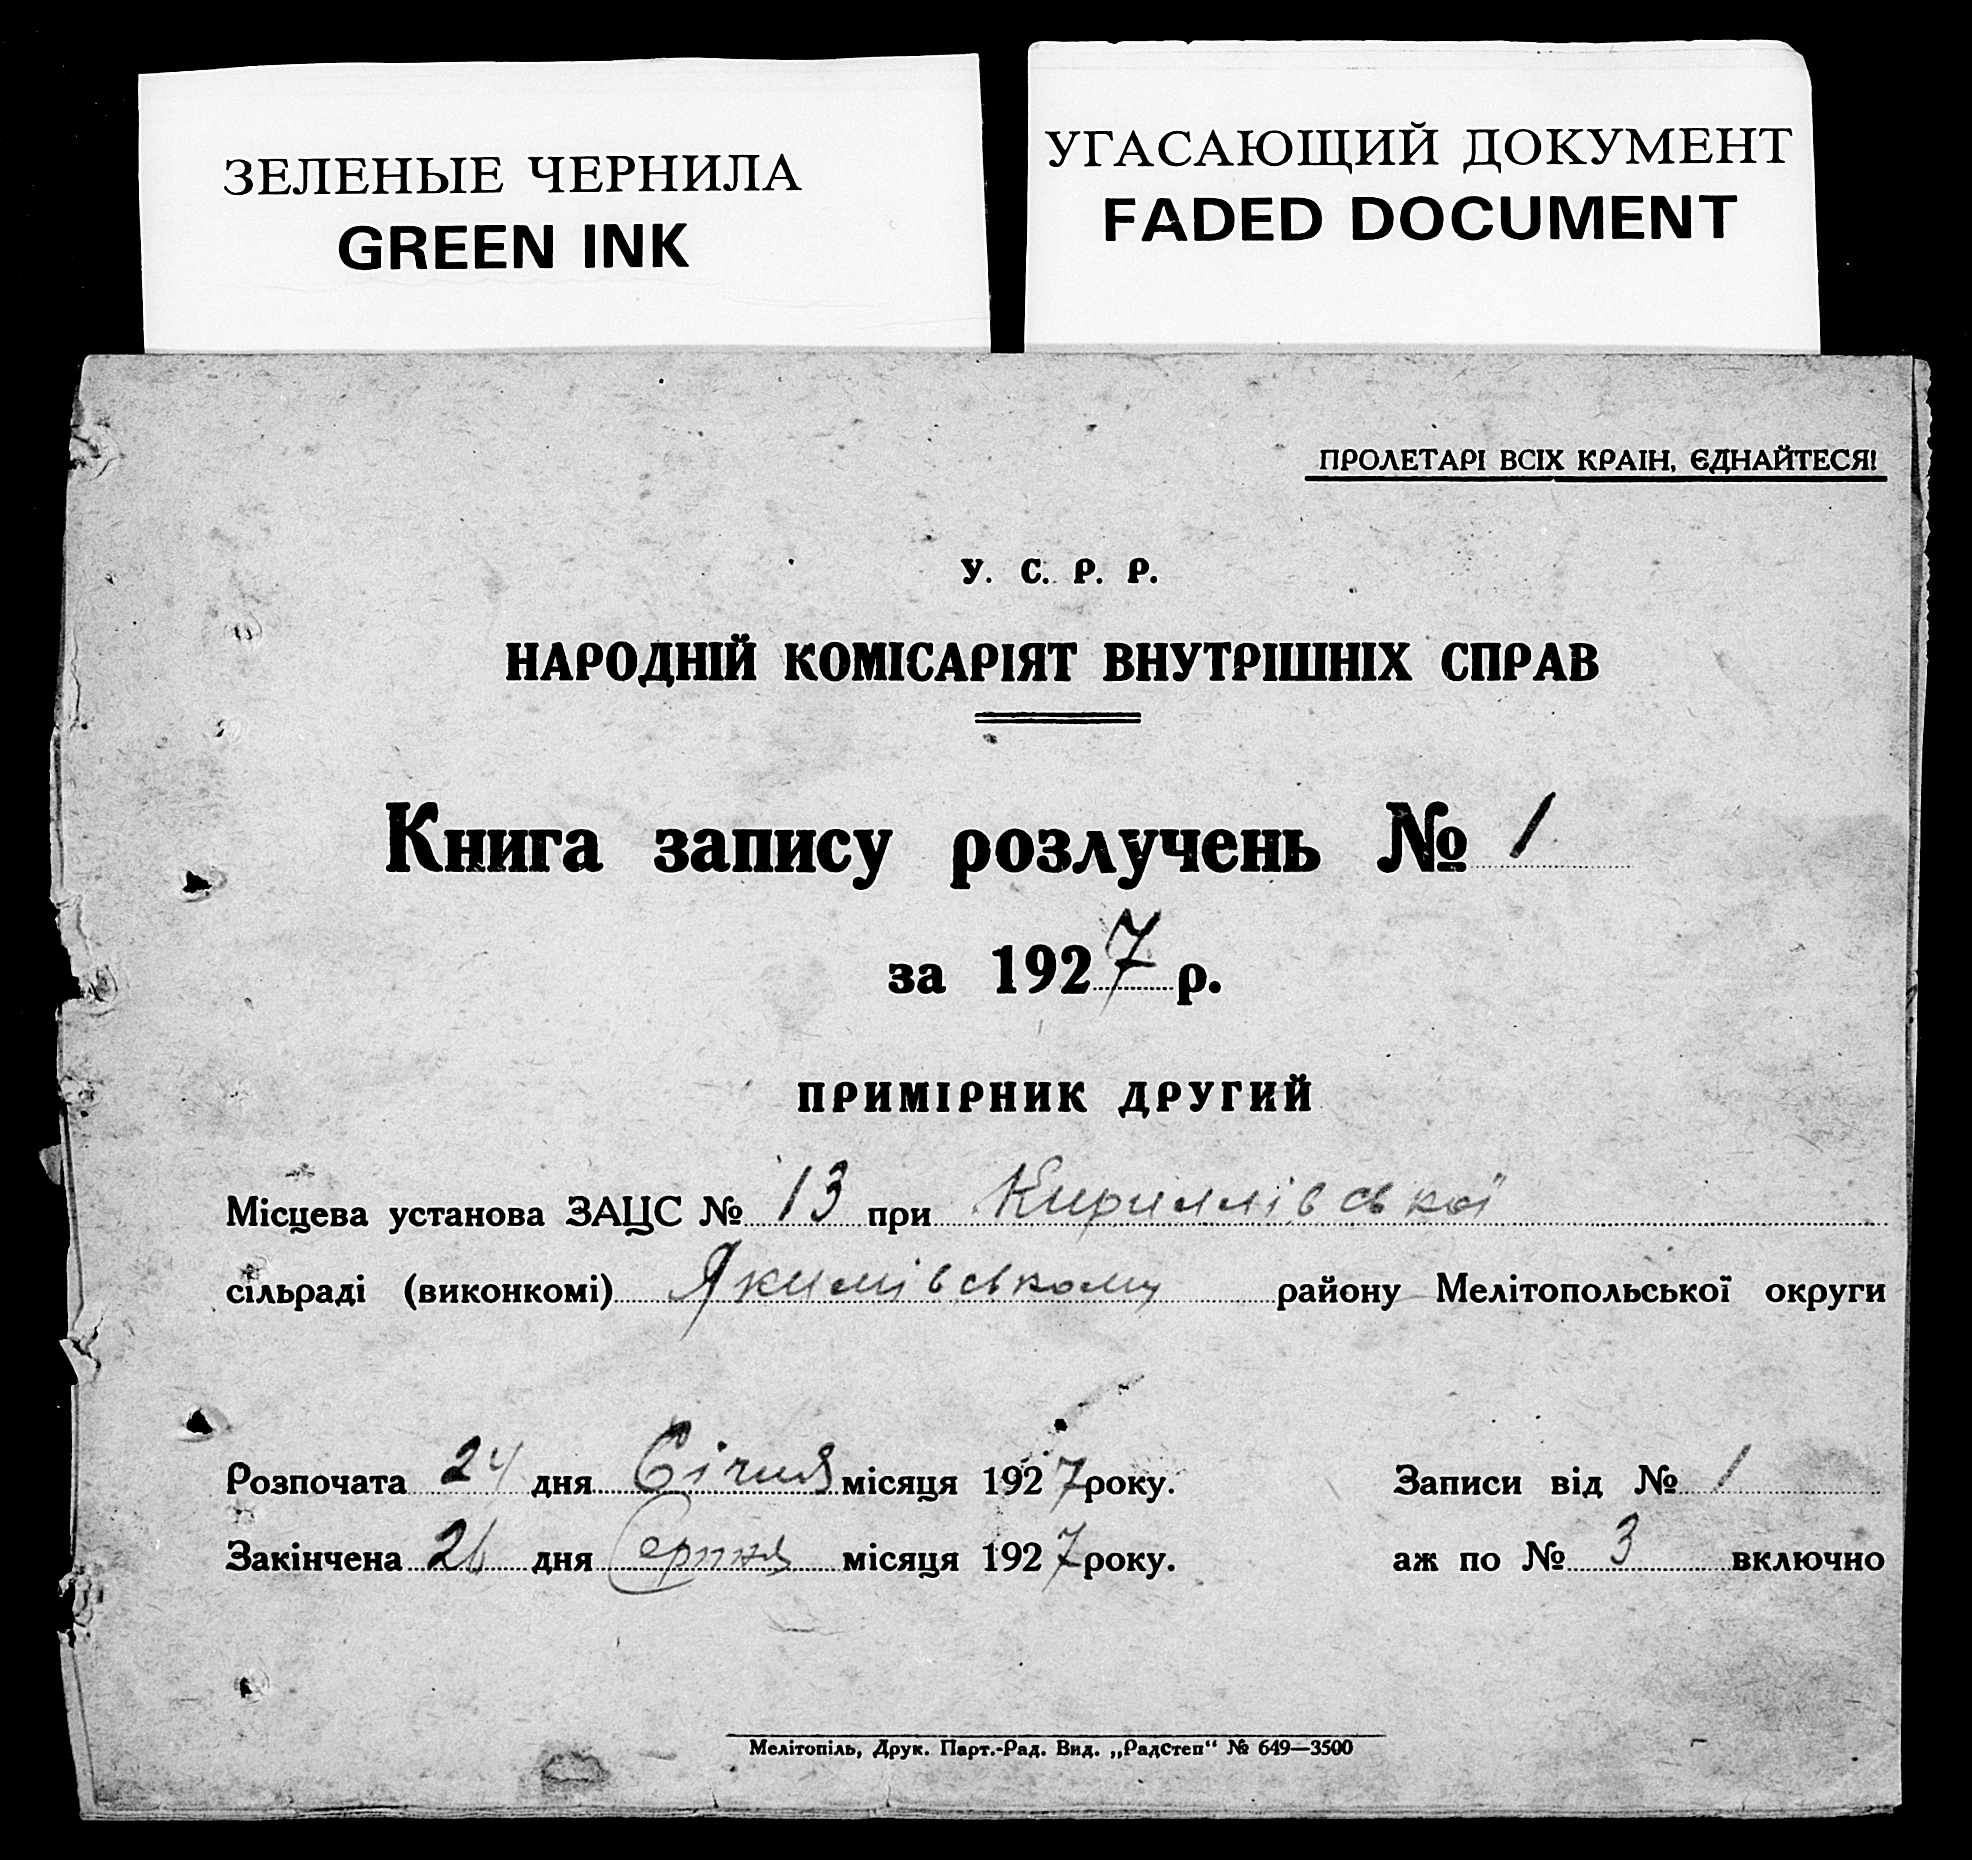 ЗЕЛЕНЫЕ ЧЕРНИЛА
GREEN INK
УГАСАЮЩИЙ ДОКУМЕНТ
FADED DOCUMENT
ПРОЛЕТАРІ ВСІХ КРАІН, ЄДНАЙТЕСЯ!
У. С. Р. Р.
НАРОДНІЙ КОМІСАРІЯТ ВНУТРІШНІХ СПРАВ
Книга запису розлучень № 1
за 1927 р.
ПРИМІРНИК ДРУГИЙ
Місцева установа ЗАЦС № 13 при Кириллівської
сільраді (виконкомі) Якимівському району Мелітопольської округи
Розпочата 24 дня Січня місяця 1927 року. Записи від № 1
Закінчена 26 дня Серпня місяця 1927 року. аж по № 3 включно
Мелітопіль, Друк. Парт.-Рад. Вид. „РадСтеп“ № 649—3500